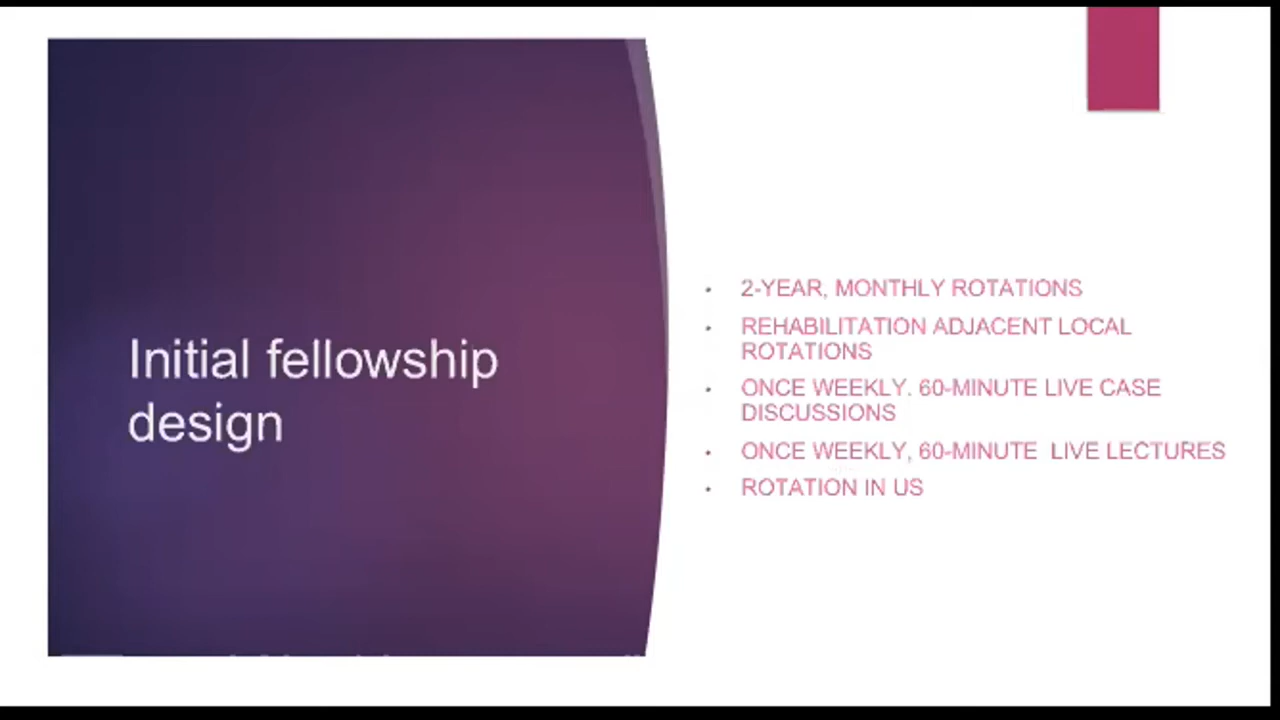 Initial fellowship
design
2-YEAR, MONTHLY ROTATIONS
REHABILITATION ADJACENT LOCAL
ROTATIONS
ONCE WEEKLY. 60-MINUTE LIVE CASE
DISCUSSIONS
ONCE WEEKLY, 60-MINUTE LIVE LECTURES
ROTATION IN US